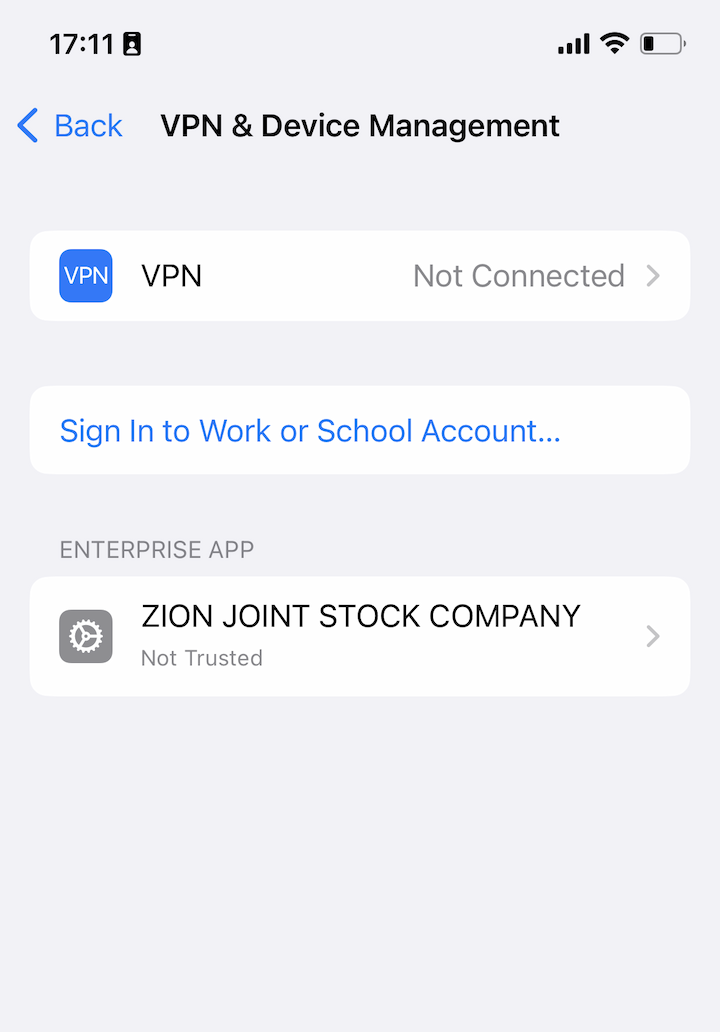 17:11
Back VPN & Device Management
VPN VPN Not Connected
Sign In to Work or School Account...
ENTERPRISE APP
ZION JOINT STOCK COMPANY
Not Trusted